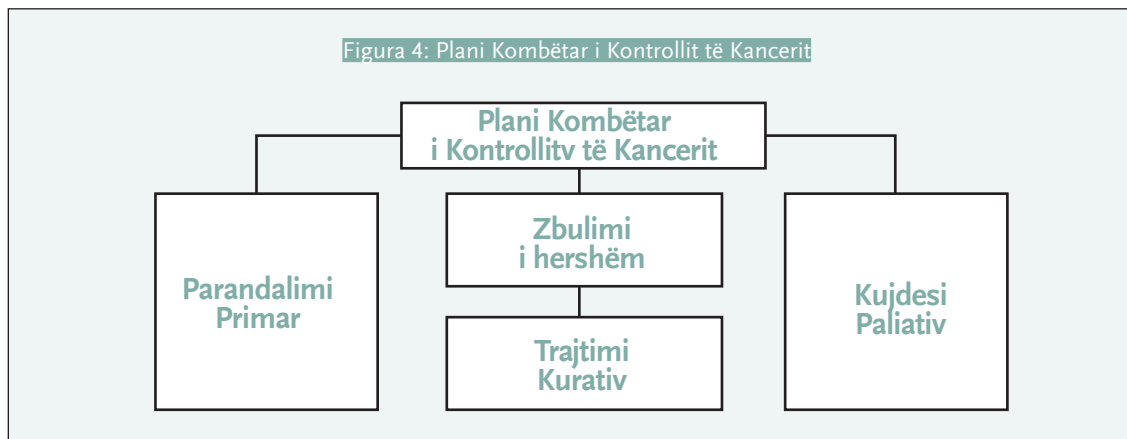 Figura 4: Plani Kombëtar i Kontrollit të Kancerit
Plani Kombëtar
i Kontrollitv të Kancerit
Parandalimi
Primar
Zbulimi
i hershëm
Trajtimi
Kurativ
Kujdesi
Paliativ